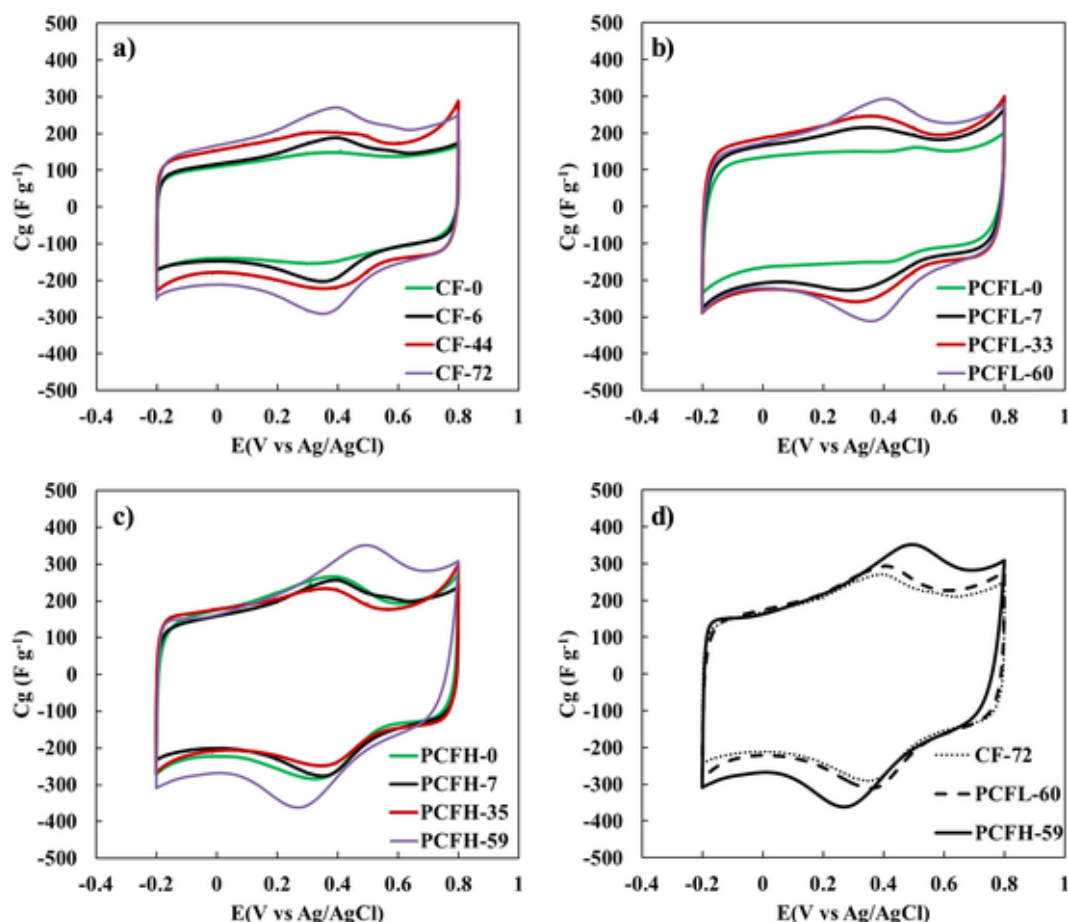 a)
500
400
300
200
100
0
-100
-200
-300
-400
-500
Cg (F g-1)
CF-0
CF-6
CF-44
CF-72
-0.4 -0.2 0 0.2 0.4 0.6 0.8 1
E(V vs Ag/AgCl)
b)
500
400
300
200
100
0
-100
-200
-300
-400
-500
Cg (F g-1)
PCFL-0
PCFL-7
PCFL-33
PCFL-60
-0.4 -0.2 0 0.2 0.4 0.6 0.8 1
E(V vs Ag/AgCl)
c)
500
400
300
200
100
0
-100
-200
-300
-400
-500
Cg (F g-1)
PCFH-0
PCFH-7
PCFH-35
PCFH-59
-0.4 -0.2 0 0.2 0.4 0.6 0.8 1
E(V vs Ag/AgCl)
d)
500
400
300
200
100
0
-100
-200
-300
-400
-500
Cg (F g-1)
CF-72
PCFL-60
PCFH-59
-0.4 -0.2 0 0.2 0.4 0.6 0.8 1
E(V vs Ag/AgCl)